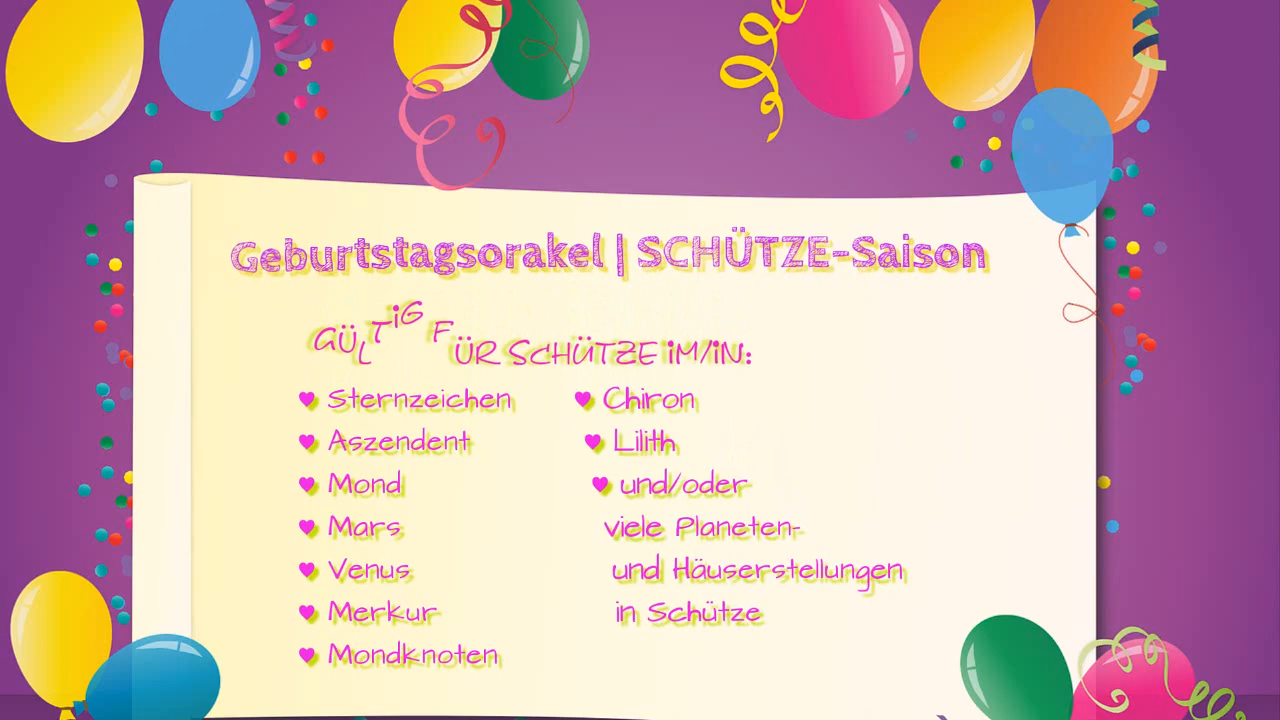 Geburtstagsorakel | SCHÜTZE-Saison
GÜLTiG FÜR SCHÜTZE iM/iN:
♥ Sternzeichen
♥ Aszendent
♥ Mond
♥ Mars
♥ Venus
♥ Merkur
♥ Mondknoten
♥ Chiron
♥ Lilith
♥ und/oder
viele Planeten-
und Häuserstellungen
in Schütze